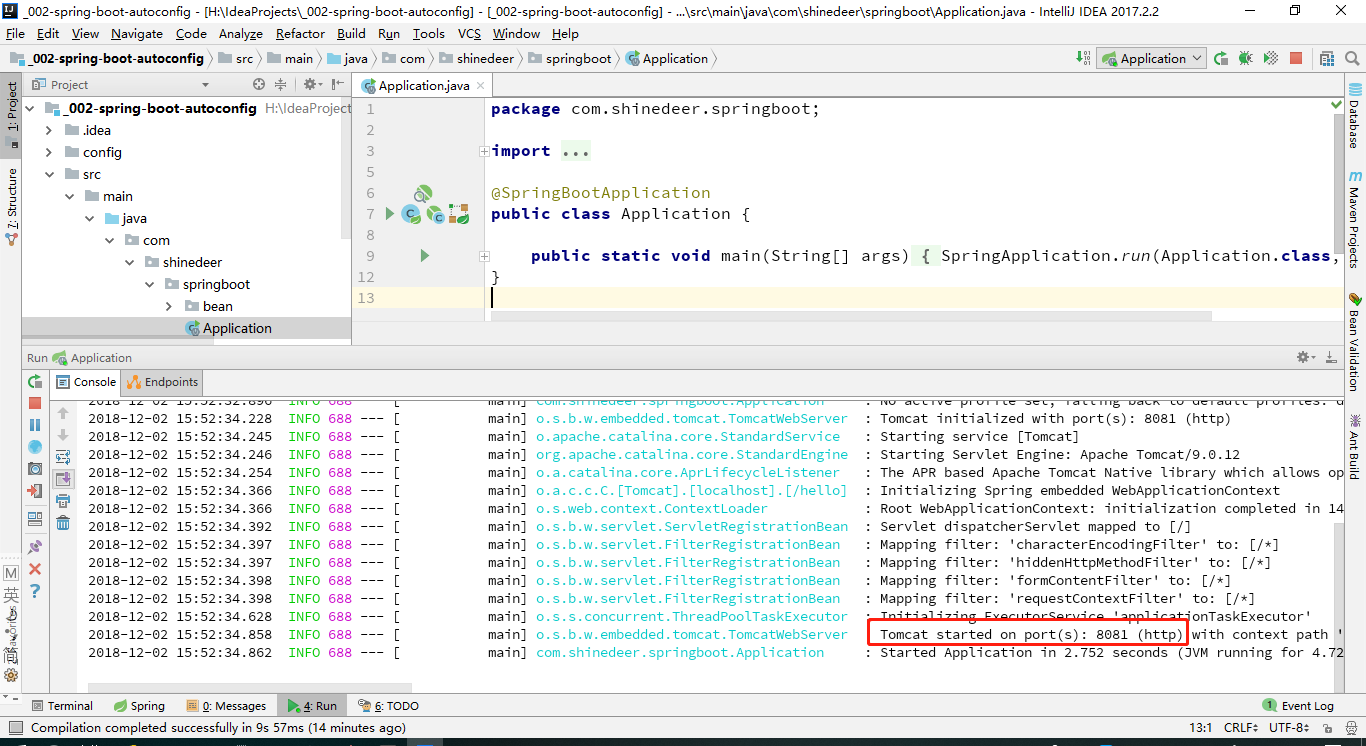 _002-spring-boot-autoconfig - [H:\IdeaProjects\_002-spring-boot-autoconfig] - [_002-spring-boot-autoconfig] - ...\src\main\java\com\shinedeer\springboot\Application.java - IntelliJ IDEA 2017.2.2
File Edit View Navigate Code Analyze Refactor Build Run Tools VCS Window Help
_002-spring-boot-autoconfig src main java com shinedeer springboot Application
Application
Project
Application.java
1: Project
7: Structure
Favorites
_002-spring-boot-autoconfig H:\IdeaProject
.idea
config
src
main
java
com
shinedeer
springboot
bean
Application
1 package com.shinedeer.springboot;
2
3 import ...
5
6 @SpringBootApplication
7 public class Application {
8
9 public static void main(String[] args) { SpringApplication.run(Application.class,
12 }
13
Database
Maven Projects
Bean Validation
Ant Build
Run Application
Console Endpoints
2018-12-02 15:52:32.896 INFO 688 --- [ main] com.shinedeer.springboot.Application : No active profile set, falling back to default profiles: d
2018-12-02 15:52:34.228 INFO 688 --- [ main] o.s.b.w.embedded.tomcat.TomcatWebServer : Tomcat initialized with port(s): 8081 (http)
2018-12-02 15:52:34.245 INFO 688 --- [ main] o.apache.catalina.core.StandardService : Starting service [Tomcat]
2018-12-02 15:52:34.246 INFO 688 --- [ main] org.apache.catalina.core.StandardEngine : Starting Servlet Engine: Apache Tomcat/9.0.12
2018-12-02 15:52:34.254 INFO 688 --- [ main] o.a.catalina.core.AprLifecycleListener : The APR based Apache Tomcat Native library which allows op
2018-12-02 15:52:34.366 INFO 688 --- [ main] o.a.c.c.C.[Tomcat].[localhost].[/hello] : Initializing Spring embedded WebApplicationContext
2018-12-02 15:52:34.366 INFO 688 --- [ main] o.s.web.context.ContextLoader : Root WebApplicationContext: initialization completed in 14
2018-12-02 15:52:34.392 INFO 688 --- [ main] o.s.b.w.servlet.ServletRegistrationBean : Servlet dispatcherServlet mapped to [/]
2018-12-02 15:52:34.397 INFO 688 --- [ main] o.s.b.w.servlet.FilterRegistrationBean : Mapping filter: 'characterEncodingFilter' to: [/*]
2018-12-02 15:52:34.397 INFO 688 --- [ main] o.s.b.w.servlet.FilterRegistrationBean : Mapping filter: 'hiddenHttpMethodFilter' to: [/*]
2018-12-02 15:52:34.398 INFO 688 --- [ main] o.s.b.w.servlet.FilterRegistrationBean : Mapping filter: 'formContentFilter' to: [/*]
2018-12-02 15:52:34.398 INFO 688 --- [ main] o.s.b.w.servlet.FilterRegistrationBean : Mapping filter: 'requestContextFilter' to: [/*]
2018-12-02 15:52:34.628 INFO 688 --- [ main] o.s.s.concurrent.ThreadPoolTaskExecutor : Initializing ExecutorService 'applicationTaskExecutor'
2018-12-02 15:52:34.858 INFO 688 --- [ main] o.s.b.w.embedded.tomcat.TomcatWebServer Tomcat started on port(s): 8081 (http) with context path '
2018-12-02 15:52:34.862 INFO 688 --- [ main] com.shinedeer.springboot.Application : Started Application in 2.752 seconds (JVM running for 4.72
M
英
简
Terminal Spring 0: Messages 4: Run 6: TODO 1 Event Log
Compilation completed successfully in 9s 57ms (14 minutes ago) 13:1 CRLF UTF-8